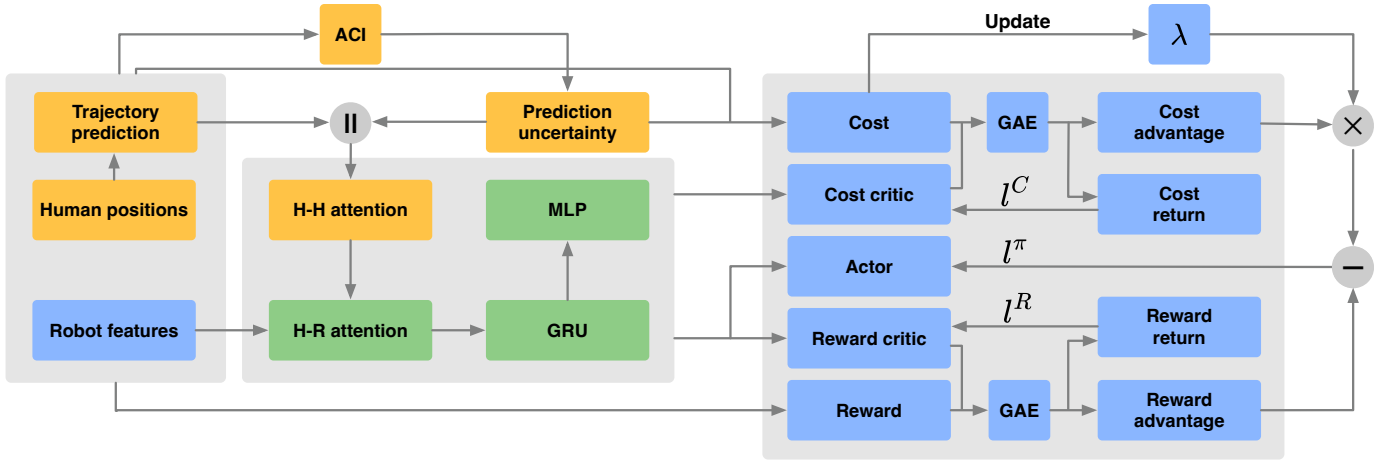 Update
ACI
λ
Trajectory
prediction
||
Prediction
uncertainty
Cost
GAE
Cost
advantage
×
Human positions
H-H attention
MLP
Cost critic
l^C
Cost
return
Actor
l^π
−
Robot features
H-R attention
GRU
Reward critic
l^R
Reward
return
Reward
GAE
Reward
advantage